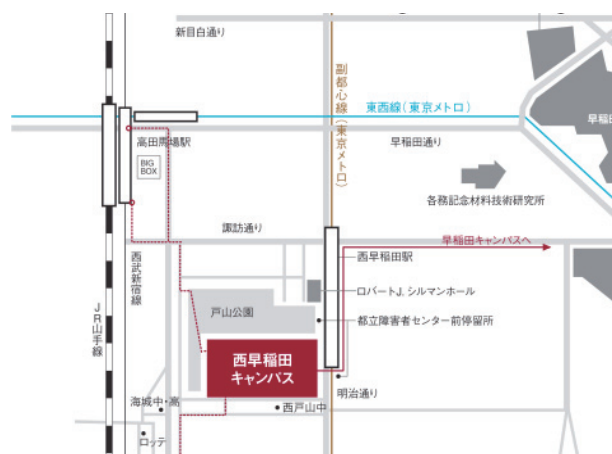 新目白通り
副都心線(東京メトロ)
東西線(東京メトロ)
早稲田
高田馬場駅
早稲田通り
BIG
BOX
各務記念材料技術研究所
諏訪通り
早稲田キャンパスへ
西武新宿線
西早稲田駅
JR山手線
ロバートJ. シルマンホール
戸山公園
都立障害者センター前停留所
西早稲田
キャンパス
明治通り
海城中・高
西戸山中
ロッテ